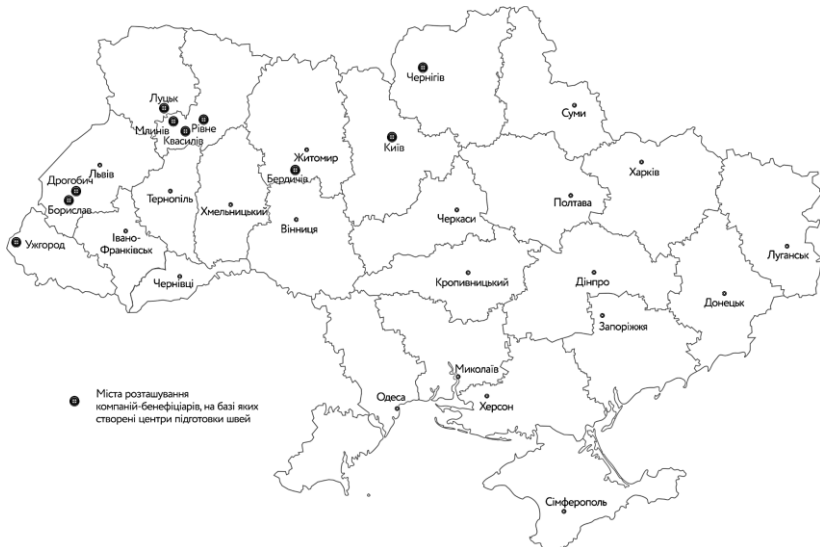 Чернігів
Луцьк
Суми
Млинів
Рівне
Квасилів
Київ
Житомир
Львів
Бердичів
Харків
Дрогобич
Борислав
Тернопіль
Хмельницький
Полтава
Черкаси
Вінниця
Івано-
Франківськ
Ужгород
Луганськ
Чернівці
Кропивницький
Дніпро
Донецьк
Запоріжжя
Миколаїв
Одеса
Херсон
Міста розташування
компаній-бенефіціарів, на базі яких
створені центри підготовки швей
Сімферополь